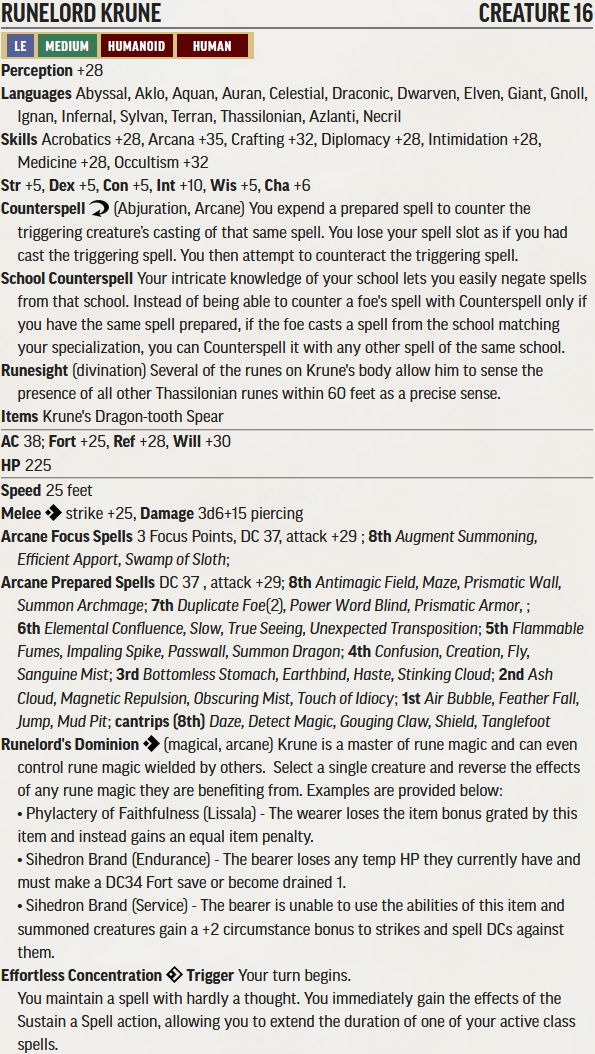 RUNELORD KRUNE CREATURE 16
LE MEDIUM HUMANOID HUMAN
Perception +28
Languages Abyssal, Aklo, Aquan, Auran, Celestial, Draconic, Dwarven, Elven, Giant, Gnoll,
Ignan, Infernal, Sylvan, Terran, Thassilonian, Azlanti, Necril
Skills Acrobatics +28, Arcana +35, Crafting +32, Diplomacy +28, Intimidation +28,
Medicine +28, Occultism +32
Str +5, Dex +5, Con +5, Int +10, Wis +5, Cha +6
Counterspell (Abjuration, Arcane) You expend a prepared spell to counter the
triggering creature's casting of that same spell. You lose your spell slot as if you had
cast the triggering spell. You then attempt to counteract the triggering spell.
School Counterspell Your intricate knowledge of your school lets you easily negate spells
from that school. Instead of being able to counter a foe's spell with Counterspell only if
you have the same spell prepared, if the foe casts a spell from the school matching
your specialization, you can Counterspell it with any other spell of the same school.
Runesight (divination) Several of the runes on Krune's body allow him to sense the
presence of all other Thassilonian runes within 60 feet as a precise sense.
Items Krune's Dragon-tooth Spear
AC 38; Fort +25, Ref +28, Will +30
HP 225
Speed 25 feet
Melee strike +25, Damage 3d6+15 piercing
Arcane Focus Spells 3 Focus Points, DC 37, attack +29 ; 8th Augment Summoning,
Efficient Apport, Swamp of Sloth;
Arcane Prepared Spells DC 37 , attack +29; 8th Antimagic Field, Maze, Prismatic Wall,
Summon Archmage; 7th Duplicate Foe(2), Power Word Blind, Prismatic Armor, ;
6th Elemental Confluence, Slow, True Seeing, Unexpected Transposition; 5th Flammable
Fumes, Impaling Spike, Passwall, Summon Dragon; 4th Confusion, Creation, Fly,
Sanguine Mist; 3rd Bottomless Stomach, Earthbind, Haste, Stinking Cloud; 2nd Ash
Cloud, Magnetic Repulsion, Obscuring Mist, Touch of Idiocy; 1st Air Bubble, Feather Fall,
Jump, Mud Pit; cantrips (8th) Daze, Detect Magic, Gouging Claw, Shield, Tanglefoot
Runelord's Dominion (magical, arcane) Krune is a master of rune magic and can even
control rune magic wielded by others. Select a single creature and reverse the effects
of any rune magic they are benefiting from. Examples are provided below:
• Phylactery of Faithfulness (Lissala) - The wearer loses the item bonus grated by this
item and instead gains an equal item penalty.
• Sihedron Brand (Endurance) - The bearer loses any temp HP they currently have and
must make a DC34 Fort save or become drained 1.
• Sihedron Brand (Service) - The bearer is unable to use the abilities of this item and
summoned creatures gain a +2 circumstance bonus to strikes and spell DCs against
them.
Effortless Concentration Trigger Your turn begins.
You maintain a spell with hardly a thought. You immediately gain the effects of the
Sustain a Spell action, allowing you to extend the duration of one of your active class
spells.